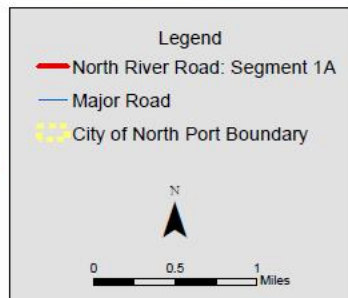 Legend
North River Road: Segment 1A
Major Road
City of North Port Boundary
N
0 0.5 1
Miles